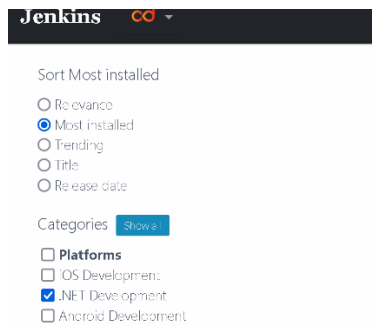 Jenkins cd
Sort Most installed
Relevance
Most installed
Trending
Title
Release date
Categories Show all
Platforms
iOS Development
.NET Development
Android Development